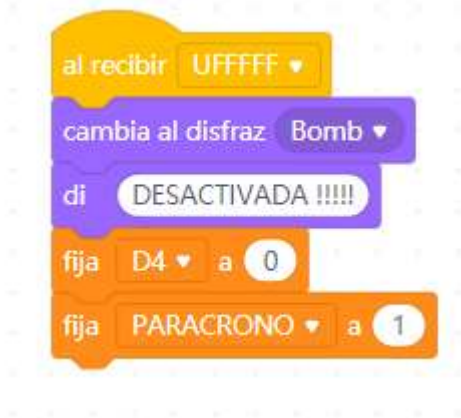 al recibir UFFFFF
cambia al disfraz Bomb
di DESACTIVADA !!!!!
fija D4 a 0
fija PARACRONO a 1